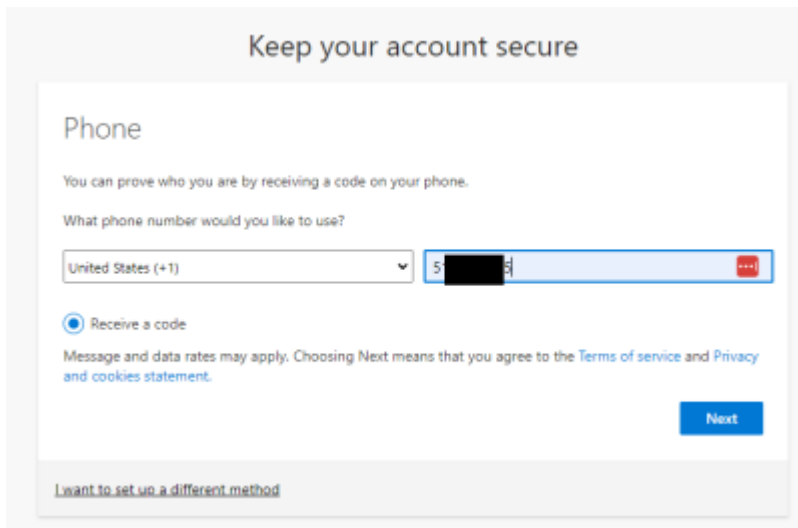 Keep your account secure
Phone
You can prove who you are by receiving a code on your phone.
What phone number would you like to use?
United States (+1)
5 5
Receive a code
Message and data rates may apply. Choosing Next means that you agree to the Terms of service and Privacy
and cookies statement.
Next
I want to set up a different method